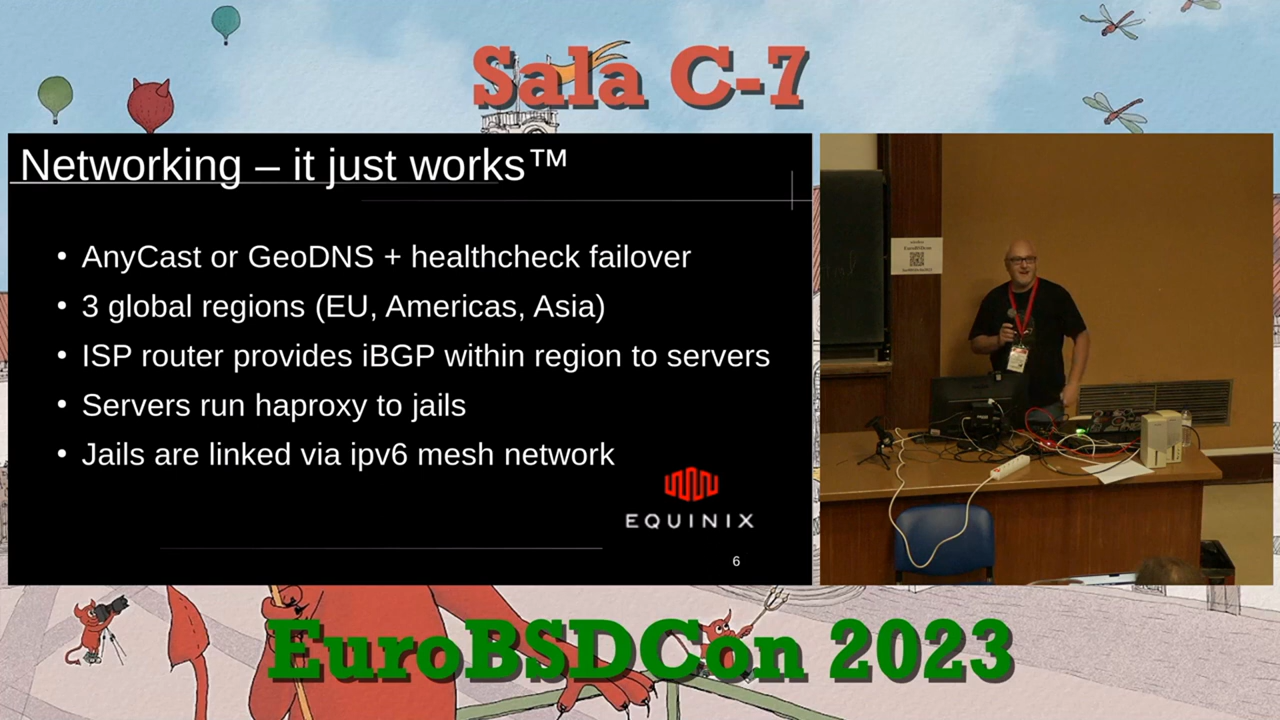 Sala C-7
Networking – it just works™
• AnyCast or GeoDNS + healthcheck failover
• 3 global regions (EU, Americas, Asia)
• ISP router provides iBGP within region to servers
• Servers run haproxy to jails
• Jails are linked via ipv6 mesh network
EQUINIX
6
EuroBSDCon 2023